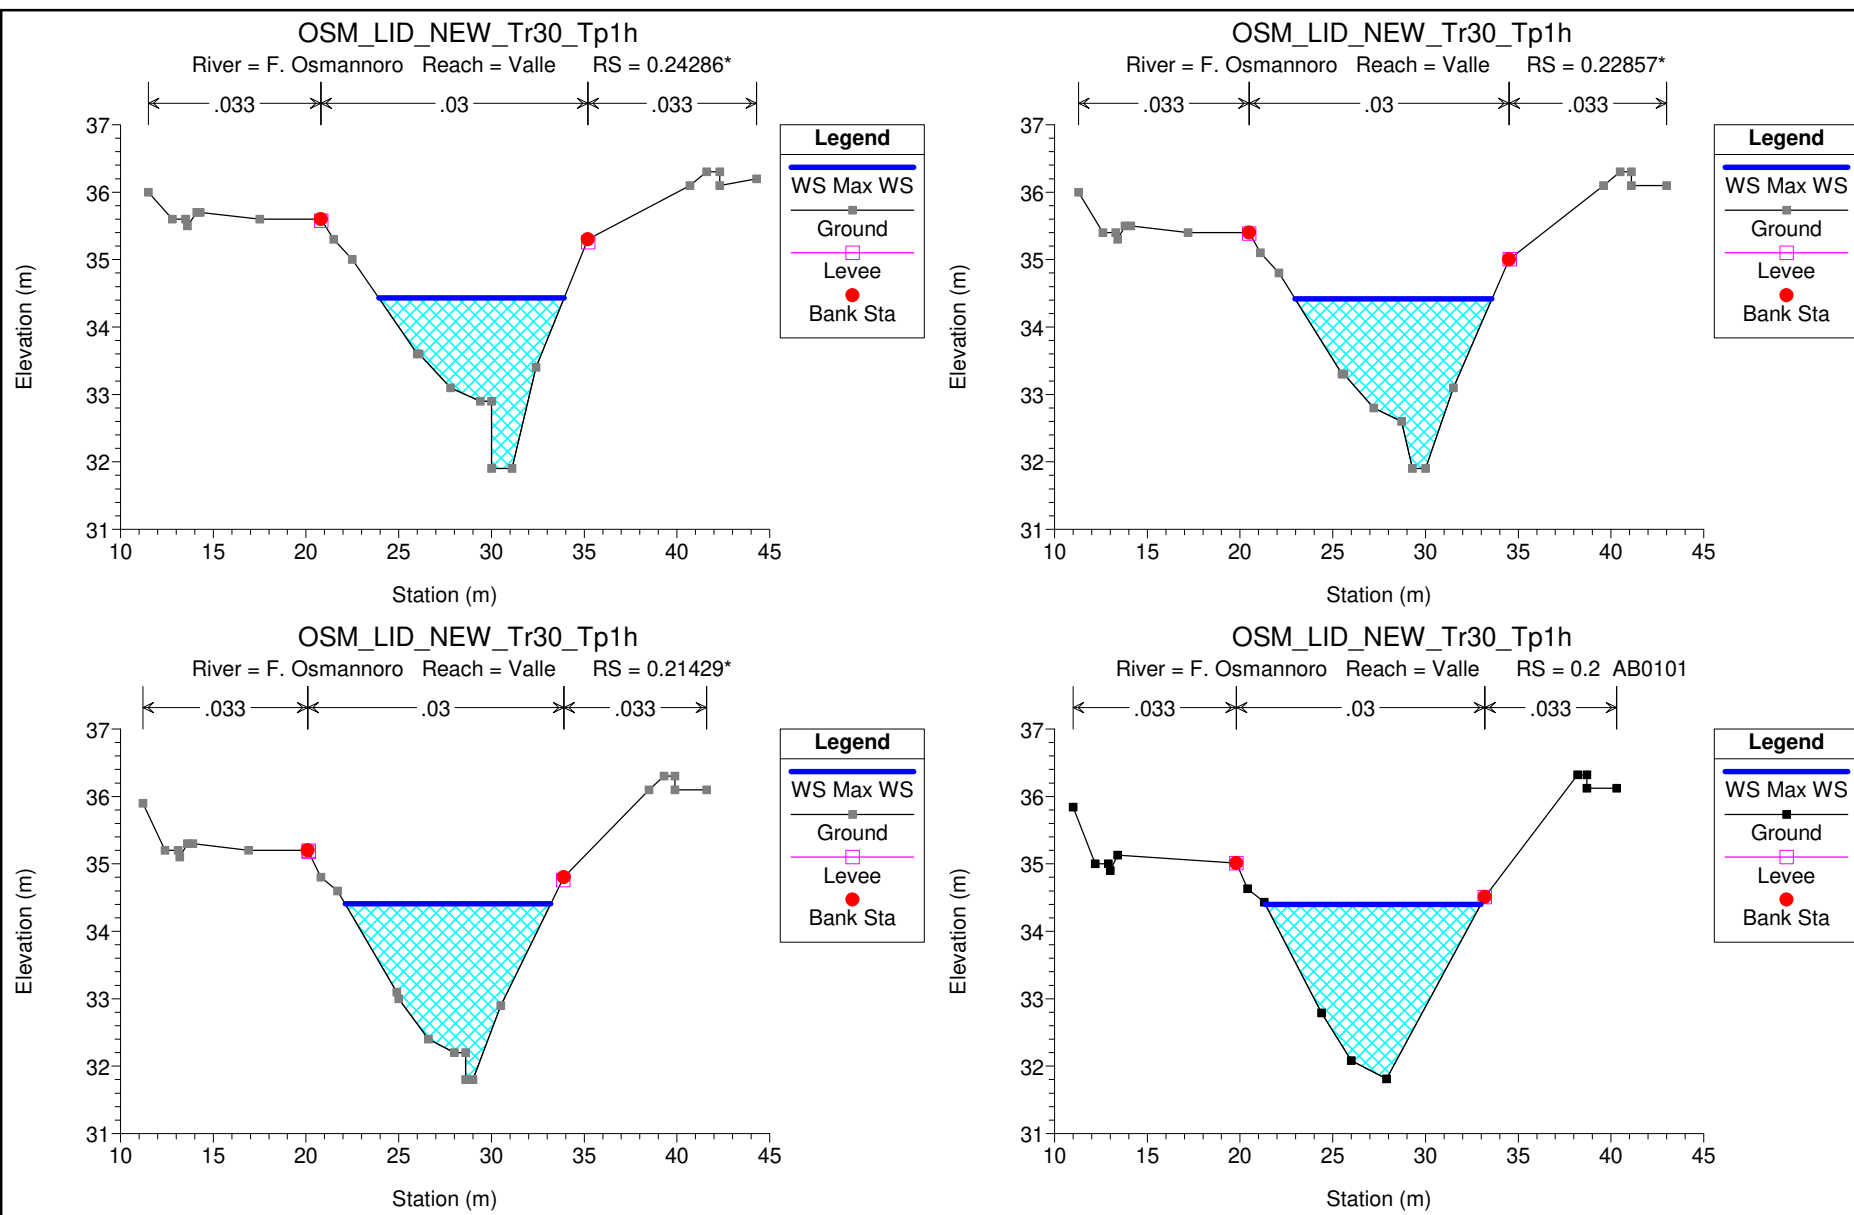 OSM_LID_NEW_Tr30_Tp1h
River = F. Osmannoro Reach = Valle RS = 0.24286*
.033 .03 .033
37
36
35
34
33
32
31
Elevation (m)
10 15 20 25 30 35 40 45
Station (m)
Legend
WS Max WS
Ground
Levee
Bank Sta
OSM_LID_NEW_Tr30_Tp1h
River = F. Osmannoro Reach = Valle RS = 0.22857*
.033 .03 .033
37
36
35
34
33
32
31
Elevation (m)
10 15 20 25 30 35 40 45
Station (m)
Legend
WS Max WS
Ground
Levee
Bank Sta
OSM_LID_NEW_Tr30_Tp1h
River = F. Osmannoro Reach = Valle RS = 0.21429*
.033 .03 .033
37
36
35
34
33
32
31
Elevation (m)
10 15 20 25 30 35 40 45
Station (m)
Legend
WS Max WS
Ground
Levee
Bank Sta
OSM_LID_NEW_Tr30_Tp1h
River = F. Osmannoro Reach = Valle RS = 0.2 AB0101
.033 .03 .033
37
36
35
34
33
32
31
Elevation (m)
10 15 20 25 30 35 40 45
Station (m)
Legend
WS Max WS
Ground
Levee
Bank Sta